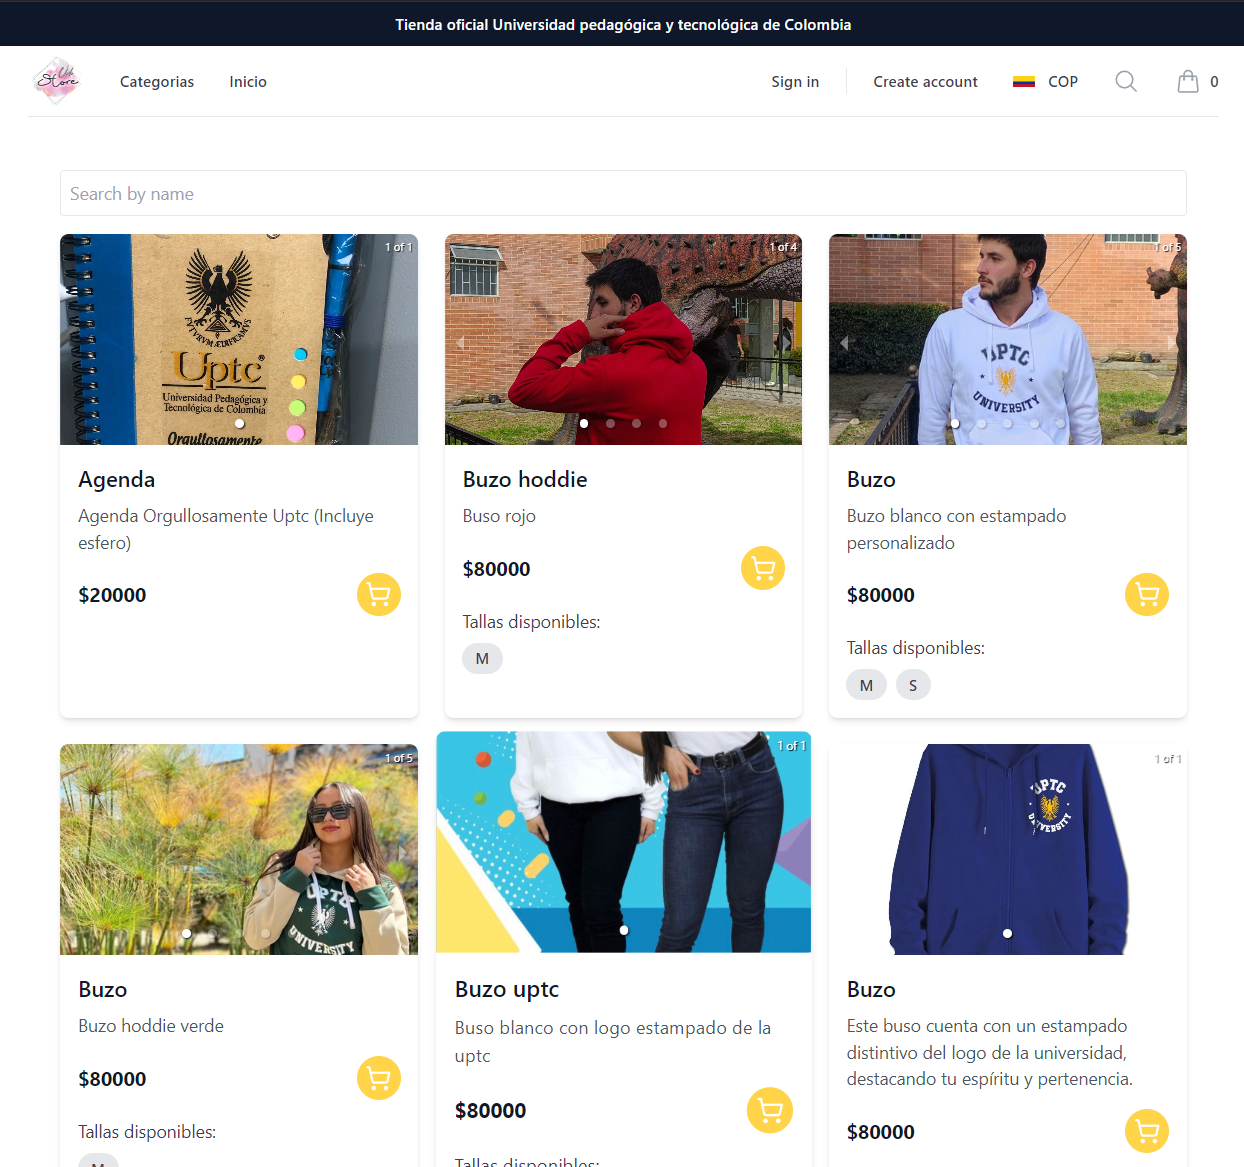 Tienda oficial Universidad pedagógica y tecnológica de Colombia
Store
Categorias
Inicio
Sign in
Create account
COP
0
Search by name
1 of 1
FVTVRVM ÆDIFICAMVS
Uptc®
Universidad Pedagógica y
Tecnológica de Colombia
Orgullosamente
1 of 4
1 of 5
UPTC
UNIVERSITY
Agenda
Agenda Orgullosamente Uptc (Incluye
esfero)
$20000
Buzo hoddie
Buso rojo
$80000
Tallas disponibles:
M
Buzo
Buzo blanco con estampado
personalizado
$80000
Tallas disponibles:
M
S
1 of 5
UPTC
UNIVERSITY
1 of 1
1 of 1
UPTC
UNIVERSITY
Buzo
Buzo hoddie verde
$80000
Tallas disponibles:
M
Buzo uptc
Buso blanco con logo estampado de la
uptc
$80000
Tallas disponibles:
Buzo
Este buso cuenta con un estampado
distintivo del logo de la universidad,
destacando tu espíritu y pertenencia.
$80000